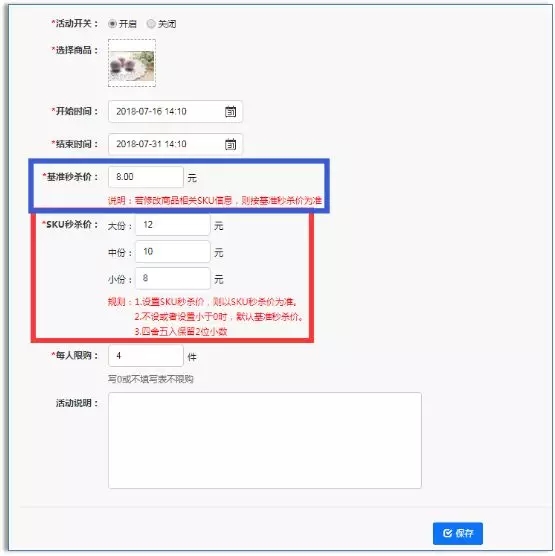 *活动开关： 开启 关闭
*选择商品：
*开始时间： 2018-07-16 14:10
*结束时间： 2018-07-31 14:10
*基准秒杀价： 8.00 元
说明：若修改商品相关SKU信息，则按基准秒杀价为准
*SKU秒杀价： 大份： 12 元
中份： 10 元
小份： 8 元
规则：1.设置SKU秒杀价，则以SKU秒杀价为准。
2.不设或者设置小于0时，默认基准秒杀价。
3.四舍五入保留2位小数
*每人限购： 4 件
写0或不填写表不限购
活动说明：
保存